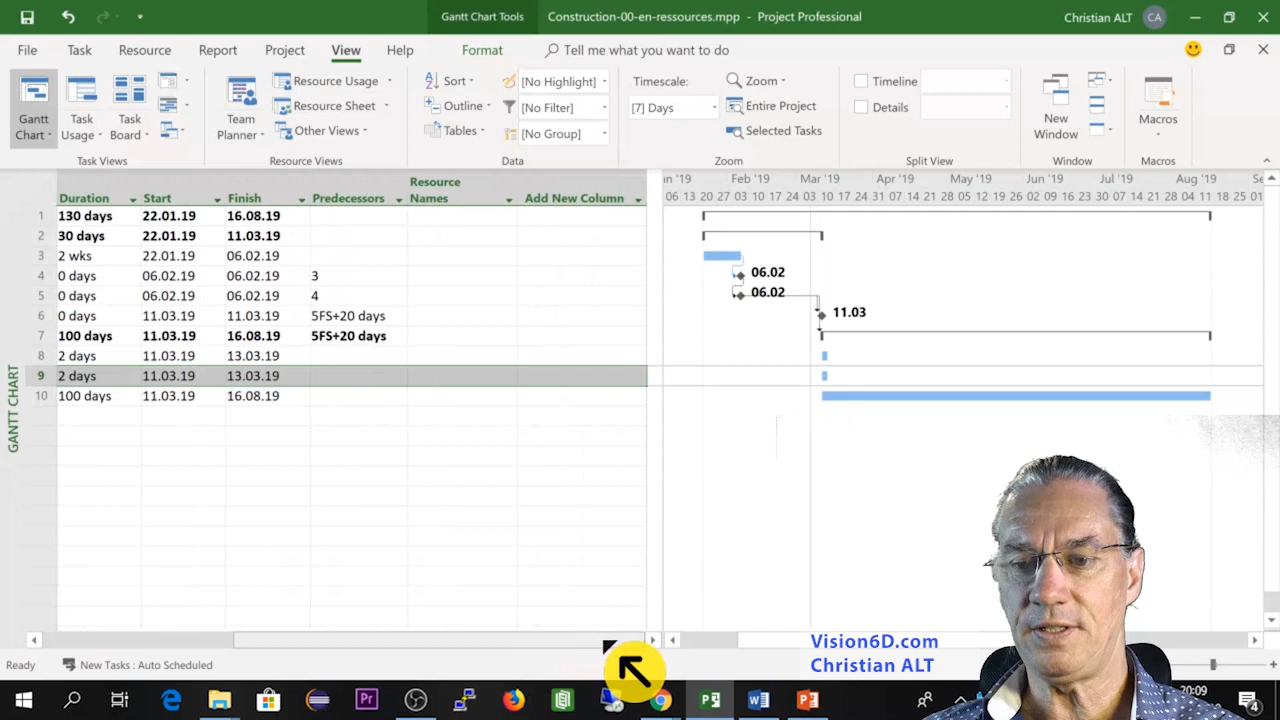 Gantt Chart Tools
Construction-00-en-ressources.mpp - Project Professional
Christian ALT CA
File Task Resource Report Project View Help Format Tell me what you want to do
Gantt Chart
Task Usage
Task Board
Task Views
Team Planner
Resource Usage
Resource Sheet
Other Views
Resource Views
Sort
Outline
Tables
[No Highlight]
[No Filter]
[No Group]
Data
Timescale:
[7] Days
Zoom
Entire Project
Selected Tasks
Zoom
Timeline
Details
Split View
New Window
Window
Macros
Macros
Duration Start Finish Predecessors Resource Names Add New Column
1 130 days 22.01.19 16.08.19
2 30 days 22.01.19 11.03.19
3 2 wks 22.01.19 06.02.19
4 0 days 06.02.19 06.02.19 3
5 0 days 06.02.19 06.02.19 4
6 0 days 11.03.19 11.03.19 5FS+20 days
7 100 days 11.03.19 16.08.19 5FS+20 days
8 2 days 11.03.19 13.03.19
9 2 days 11.03.19 13.03.19
10 100 days 11.03.19 16.08.19
GANTT CHART
n '19 Feb '19 Mar '19 Apr '19 May '19 Jun '19 Jul '19 Aug '19 Se
06 13 20 27 03 10 17 24 03 10 17 24 31 07 14 21 28 05 12 19 26 02 09 16 23 30 07 14 21 28 04 11 18 25 01
06.02
06.02
11.03
Vision6D.com
Christian ALT
Ready New Tasks : Auto Scheduled
20:09
4